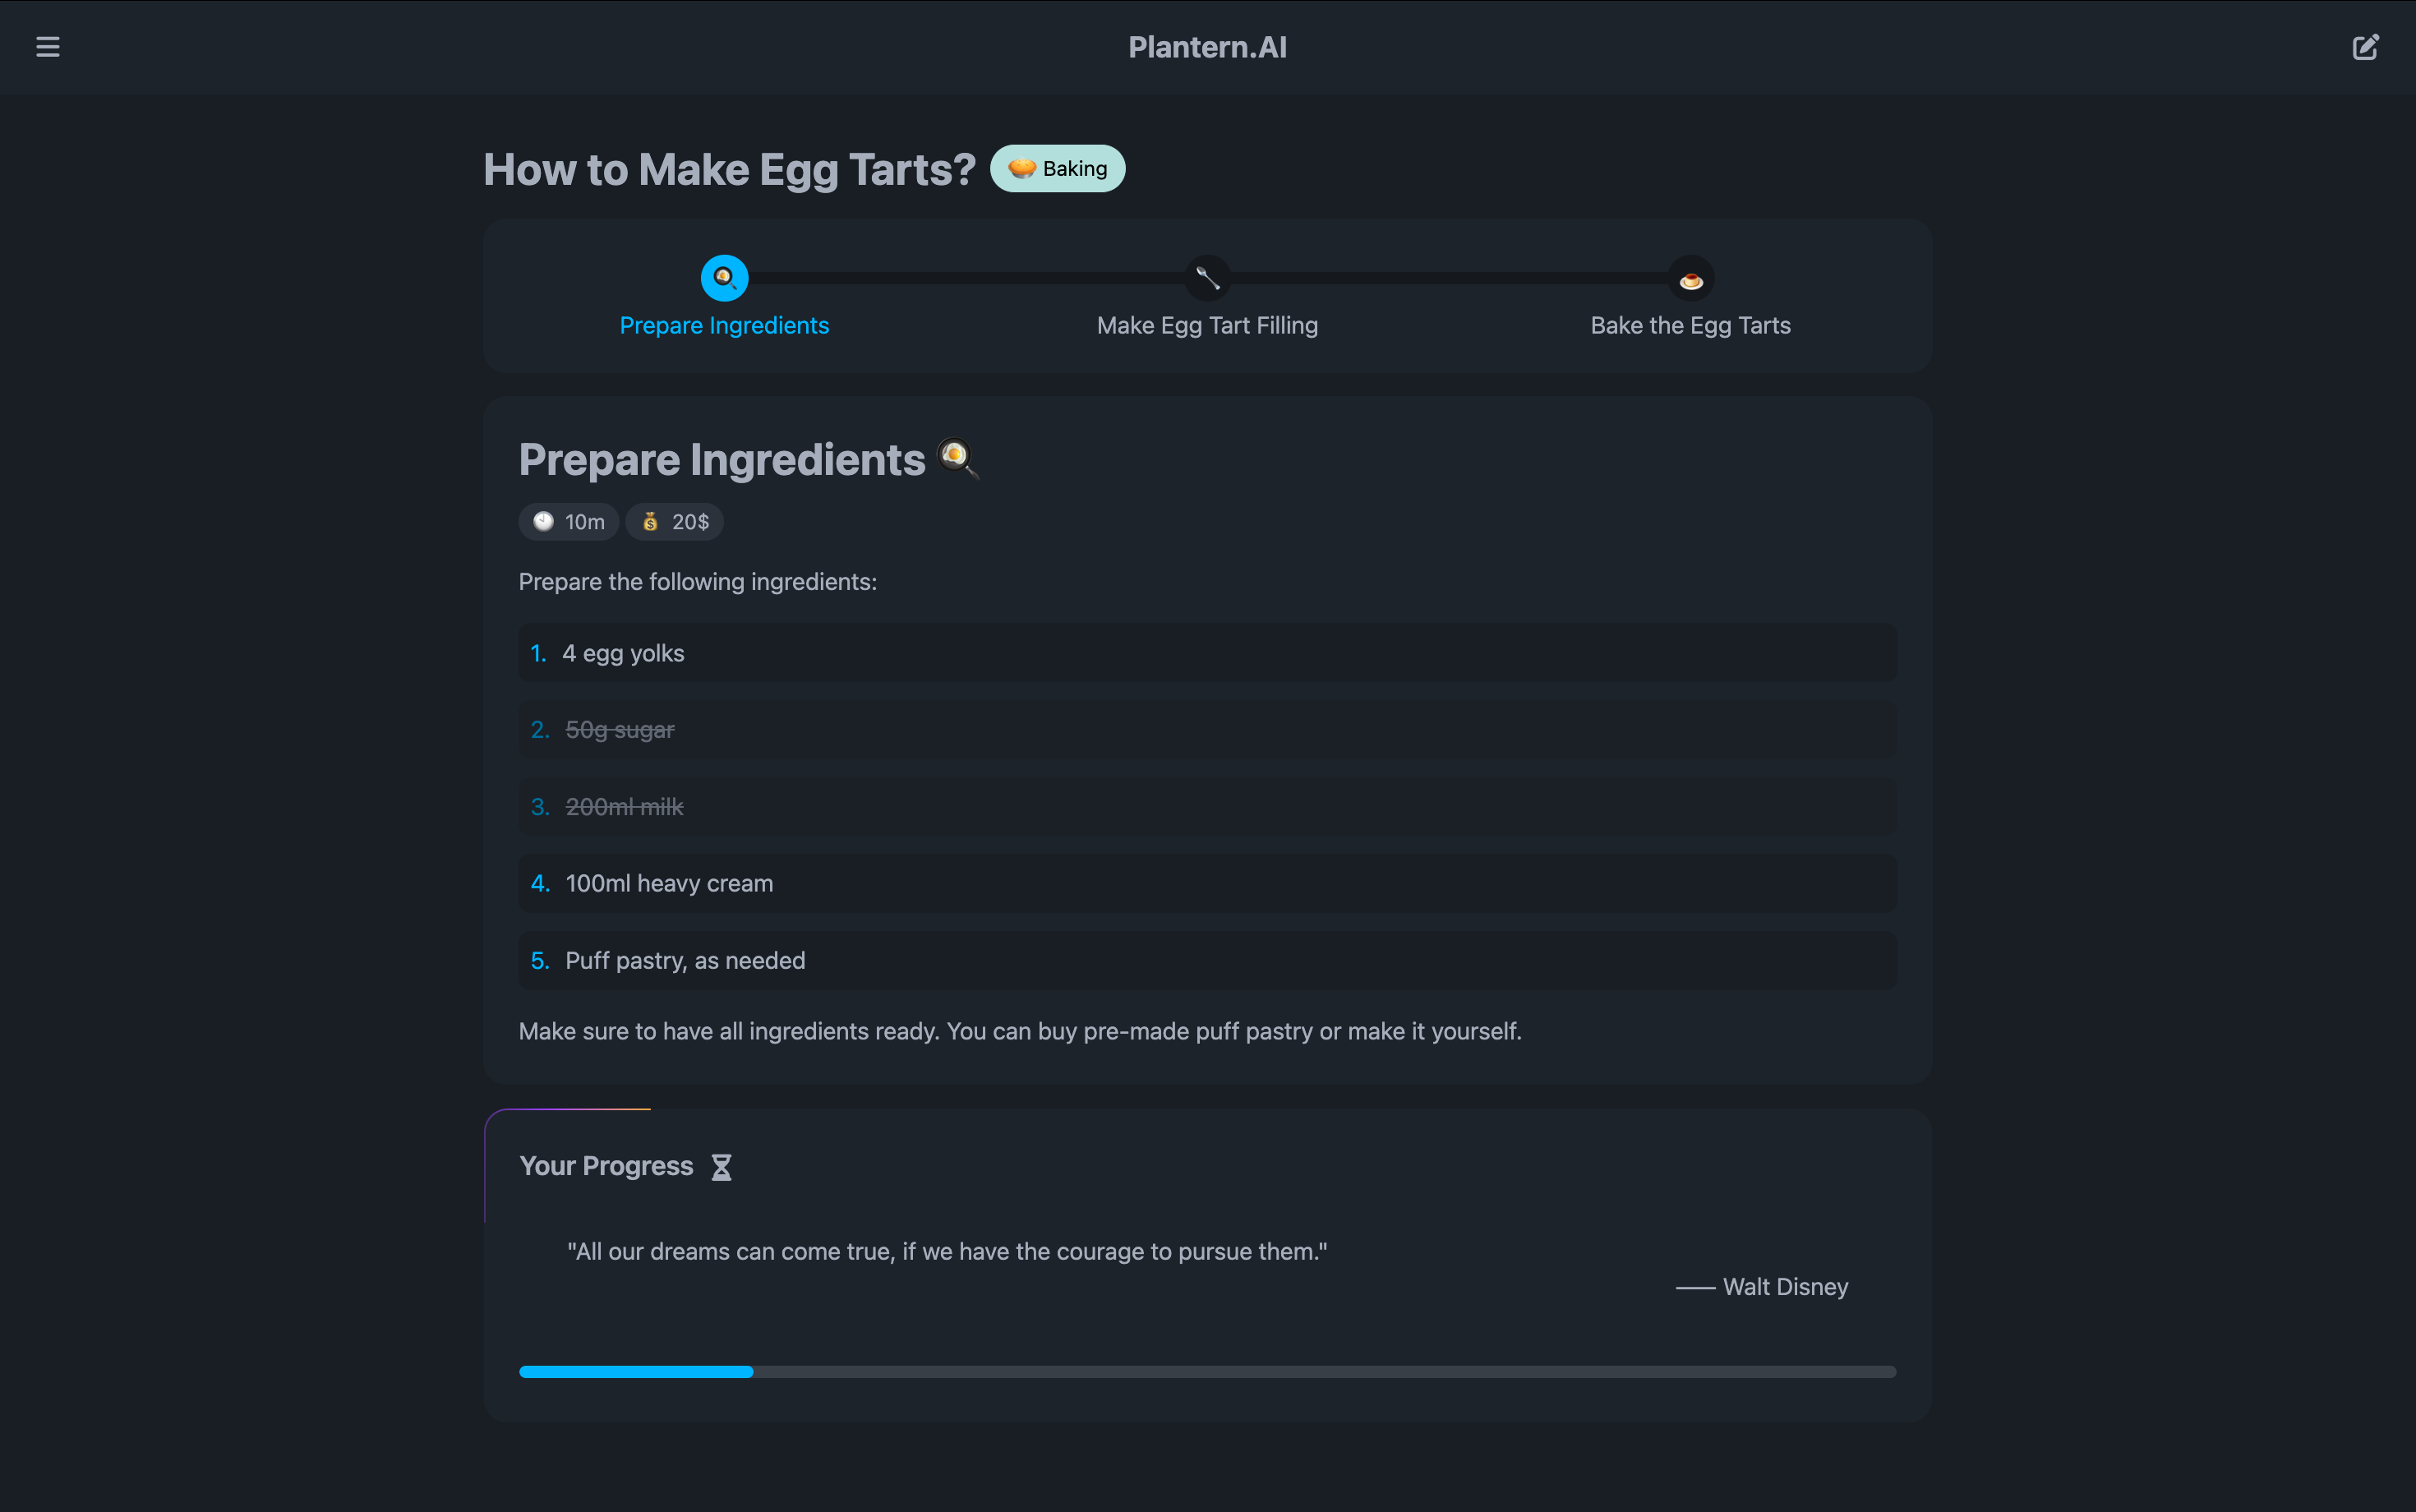 Plantern.AI
How to Make Egg Tarts? Baking
Prepare Ingredients
Make Egg Tart Filling
Bake the Egg Tarts
Prepare Ingredients
10m 20$
Prepare the following ingredients:
1. 4 egg yolks
2. 50g sugar
3. 200ml milk
4. 100ml heavy cream
5. Puff pastry, as needed
Make sure to have all ingredients ready. You can buy pre-made puff pastry or make it yourself.
Your Progress
"All our dreams can come true, if we have the courage to pursue them."
—— Walt Disney